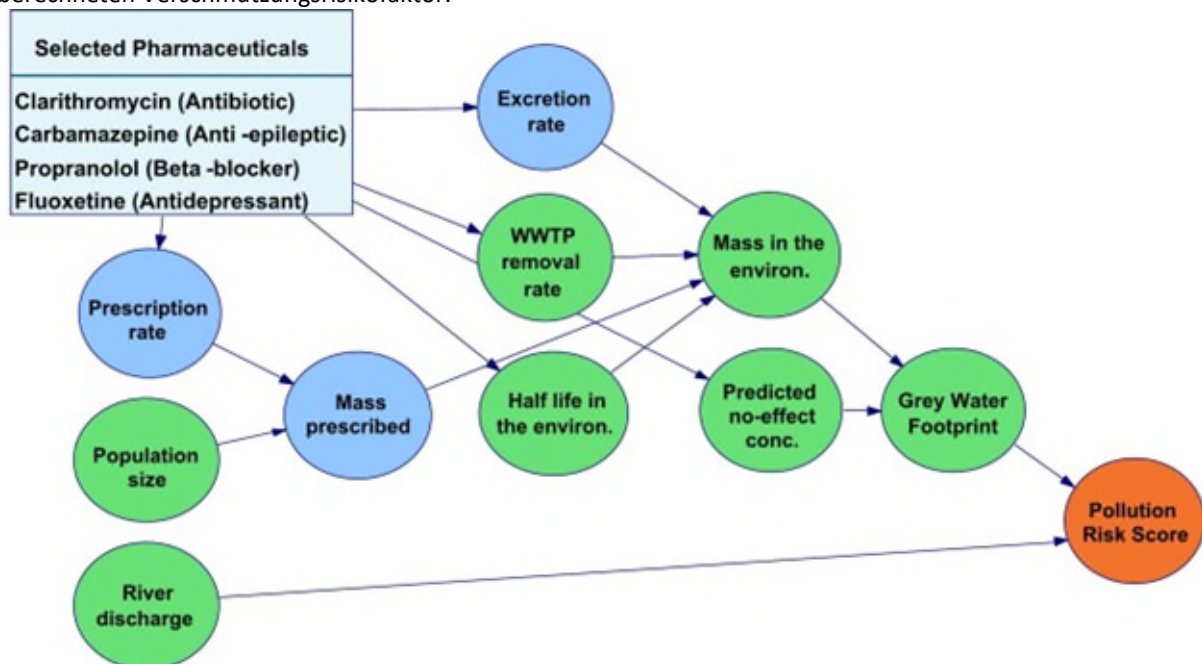 berechneten Verschmutzungsrisikofaktor.
Selected Pharmaceuticals
Clarithromycin (Antibiotic)
Carbamazepine (Anti -epileptic)
Propranolol (Beta -blocker)
Fluoxetine (Antidepressant)
Excretion
rate
WWTP
removal
rate
Mass in the
environ.
Prescription
rate
Mass
prescribed
Half life in
the environ.
Predicted
no-effect
conc.
Grey Water
Footprint
Population
size
Pollution
Risk Score
River
discharge